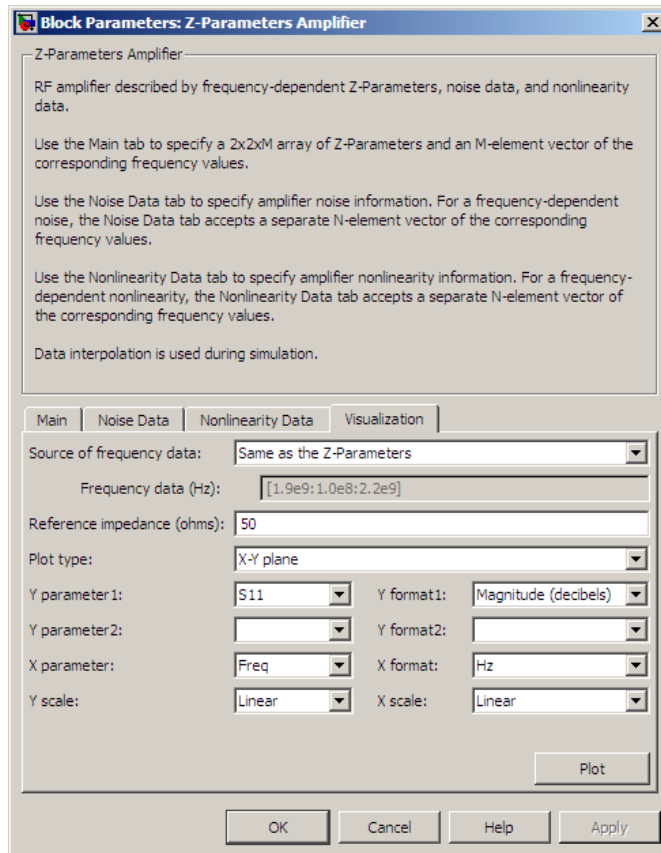 Block Parameters: Z-Parameters Amplifier
Z-Parameters Amplifier
RF amplifier described by frequency-dependent Z-Parameters, noise data, and nonlinearity
data.
Use the Main tab to specify a 2x2xM array of Z-Parameters and an M-element vector of the
corresponding frequency values.
Use the Noise Data tab to specify amplifier noise information. For a frequency-dependent
noise, the Noise Data tab accepts a separate N-element vector of the corresponding
frequency values.
Use the Nonlinearity Data tab to specify amplifier nonlinearity information. For a frequency-
dependent nonlinearity, the Nonlinearity Data tab accepts a separate N-element vector of
the corresponding frequency values.
Data interpolation is used during simulation.
Main Noise Data Nonlinearity Data Visualization
Source of frequency data: Same as the Z-Parameters
Frequency data (Hz): [1.9e9:1.0e8:2.2e9]
Reference impedance (ohms): 50
Plot type: X-Y plane
Y parameter1: S11 Y format1: Magnitude (decibels)
Y parameter2: Y format2:
X parameter: Freq X format: Hz
Y scale: Linear X scale: Linear
Plot
OK Cancel Help Apply